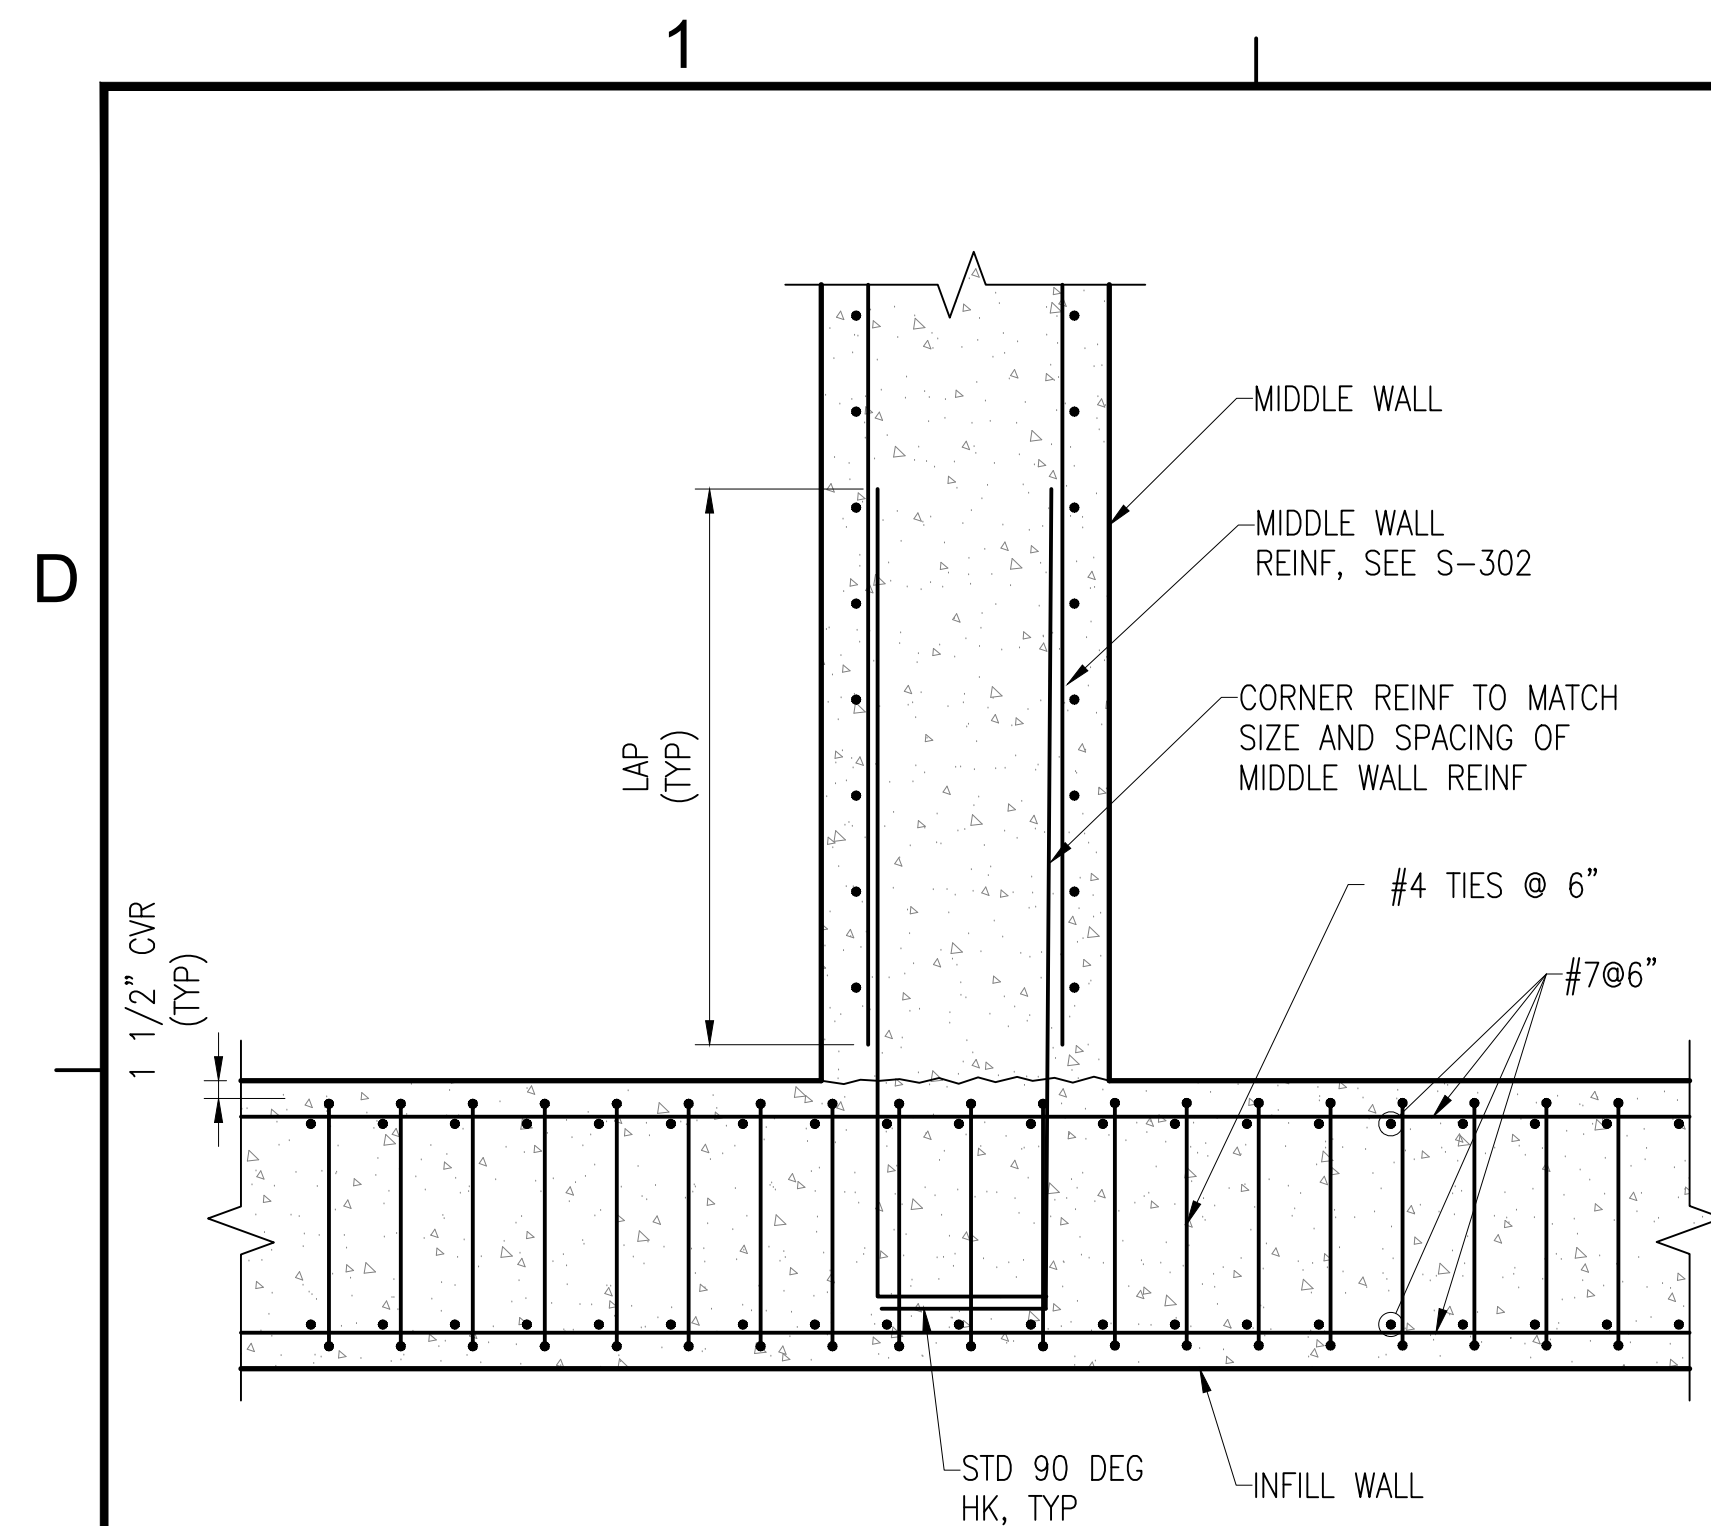 1
D
MIDDLE WALL
MIDDLE WALL
REINF, SEE S-302
CORNER REINF TO MATCH
SIZE AND SPACING OF
MIDDLE WALL REINF
LAP
(TYP)
#4 TIES @ 6"
1 1/2" CVR
(TYP)
#7@6"
STD 90 DEG
HK, TYP
INFILL WALL